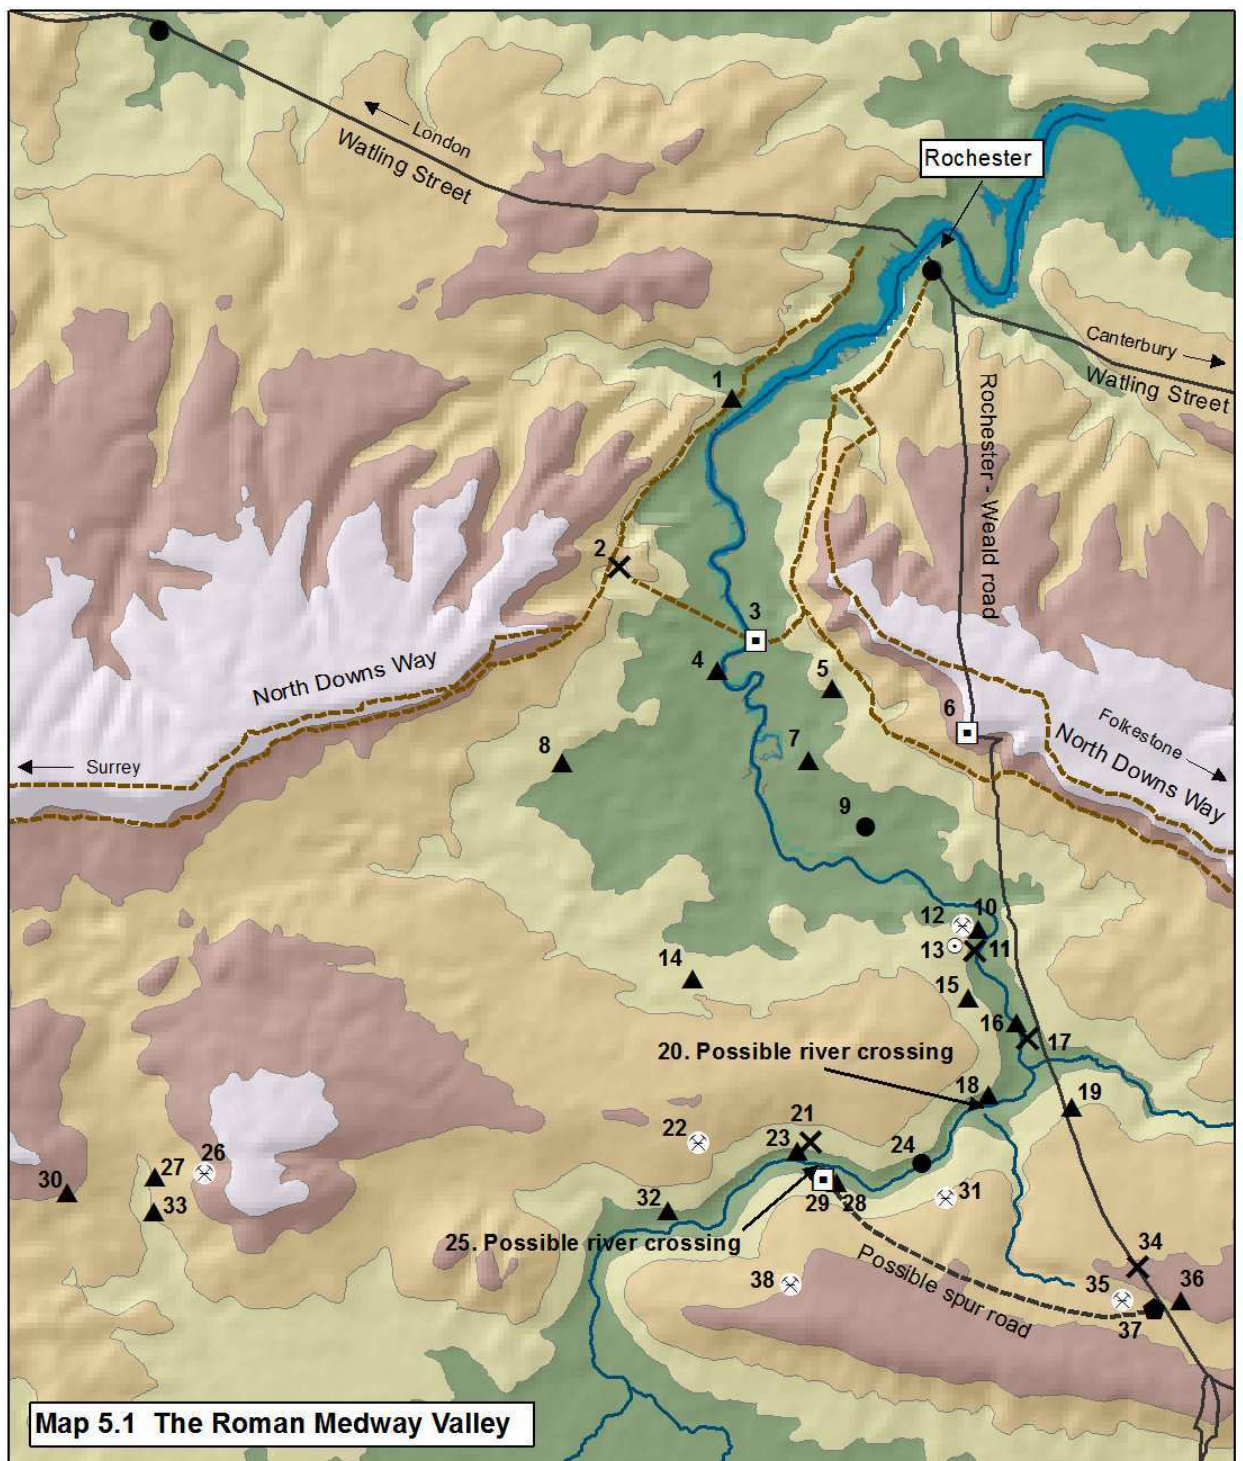 London
Watling Street
Rochester
Canterbury
Watling Street
1
Rochester - Weald road
2
3
North Downs Way
4
5
6
Folkestone
North Downs Way
Surrey
8
7
9
12
10
13
11
14
15
16
17
20. Possible river crossing
18
19
21
22
23
24
26
27
30
33
29
28
31
32
25. Possible river crossing
34
Possible spur road
38
35
36
37
Map 5.1 The Roman Medway Valley